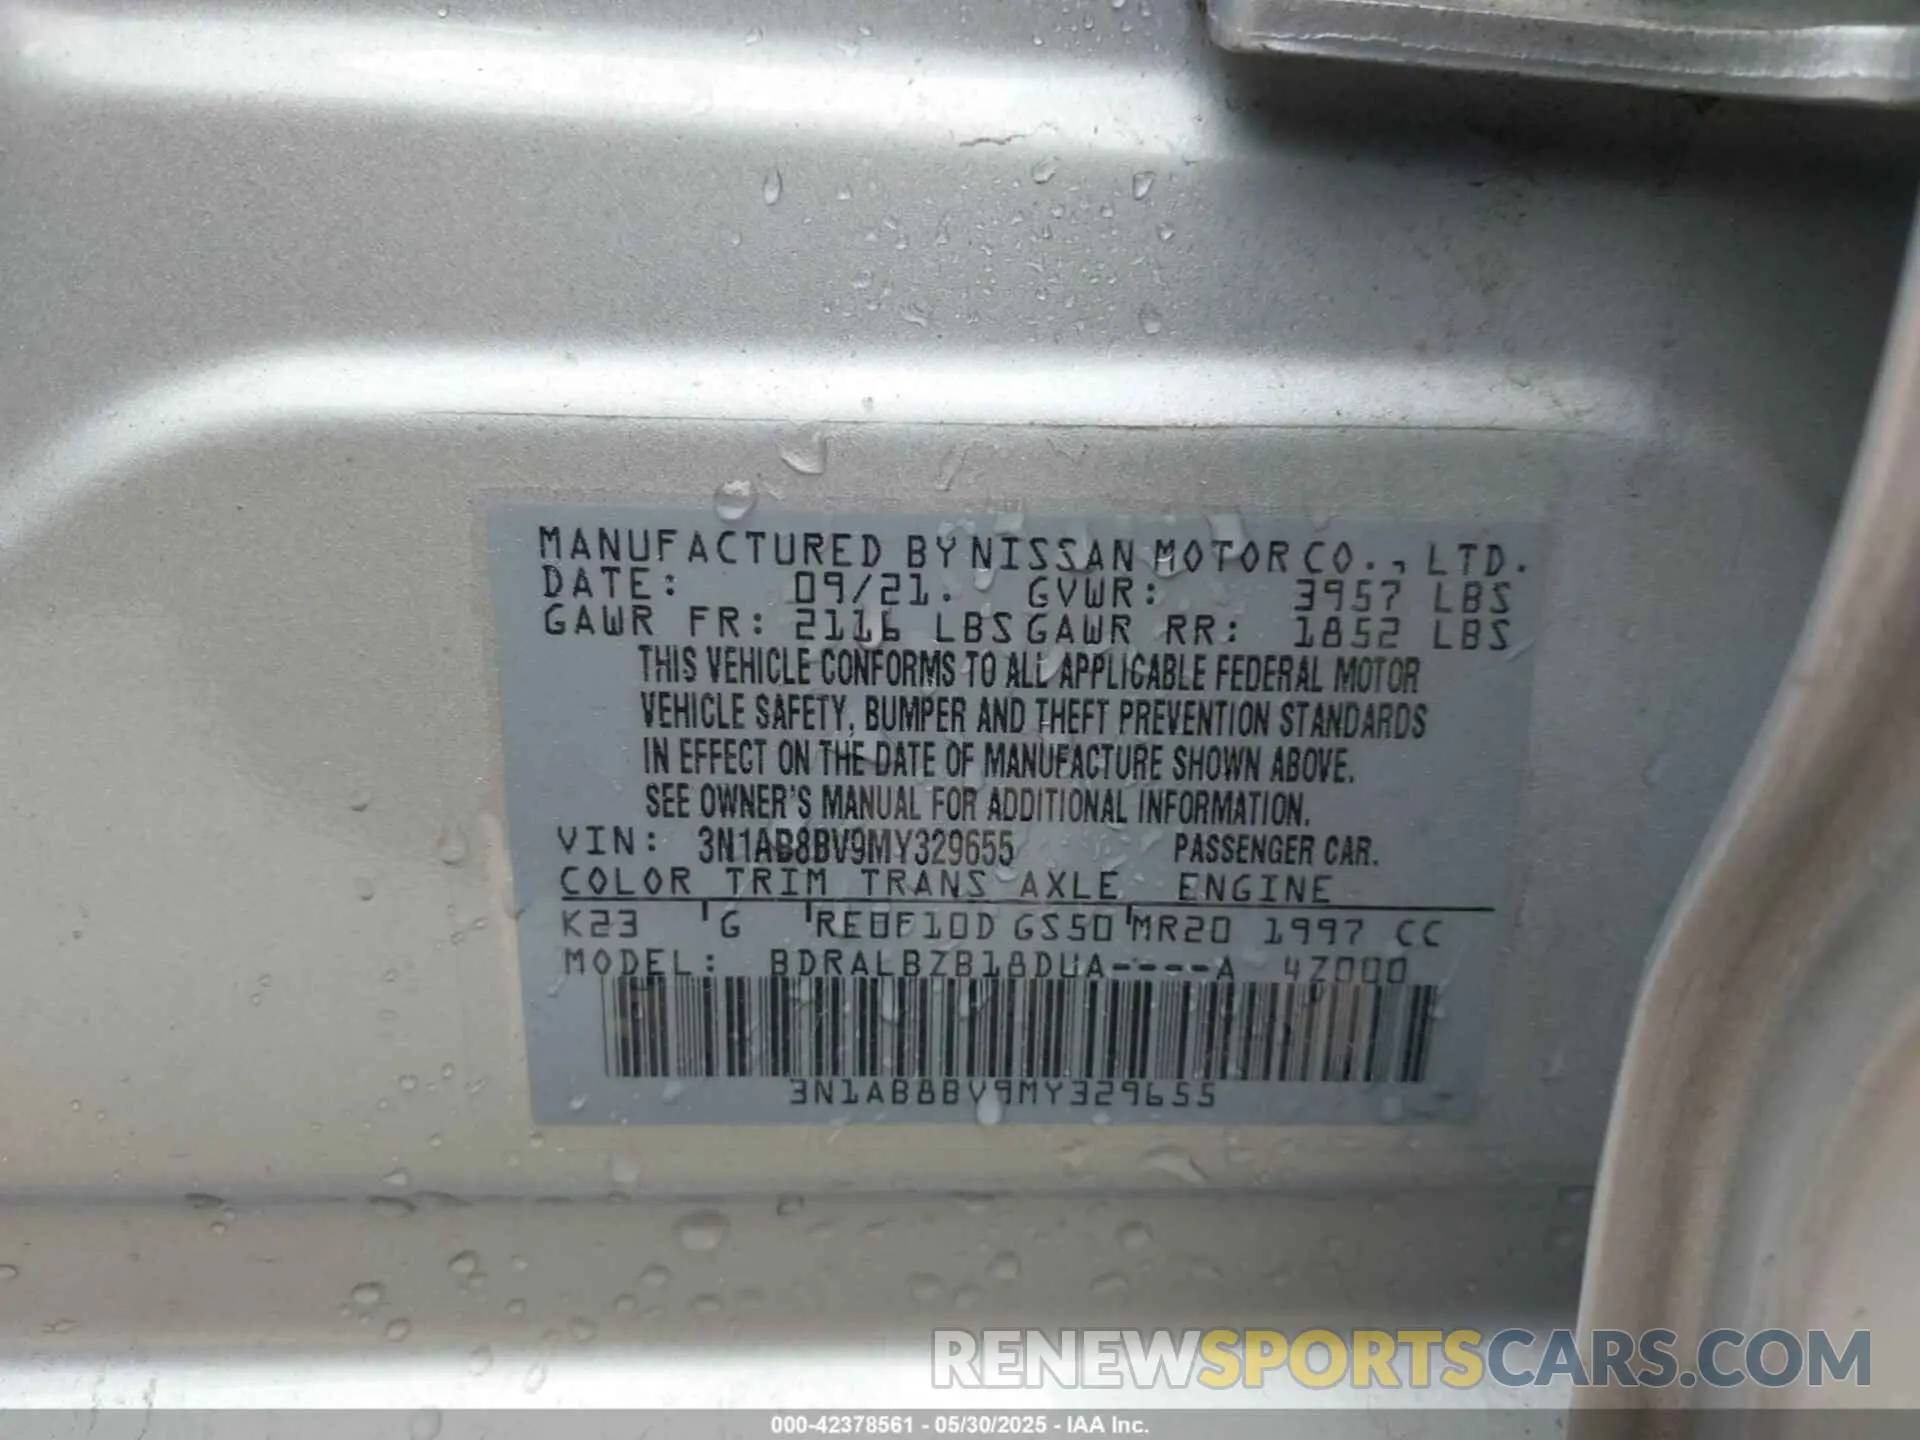 MANUFACTURED BY NISSAN MOTOR CO., LTD.
DATE: 09/21. GVWR: 3957 LBS
GAWR FR: 2116 LBS GAWR RR: 1852 LBS
THIS VEHICLE CONFORMS TO ALL APPLICABLE FEDERAL MOTOR
VEHICLE SAFETY, BUMPER AND THEFT PREVENTION STANDARDS
IN EFFECT ON THE DATE OF MANUFACTURE SHOWN ABOVE.
SEE OWNER'S MANUAL FOR ADDITIONAL INFORMATION.
VIN: 3N1AB8BV9MY329655 PASSENGER CAR.
COLOR TRIM TRANS AXLE ENGINE
K23 G RE0F10D GS50 MR20 1997 CC
MODEL: BDRALBZB18DUA----A 4Z000
3N1AB8BV9MY329655
RENEWSPORTSCARS.COM
000-42378561 - 05/30/2025 - IAA Inc.